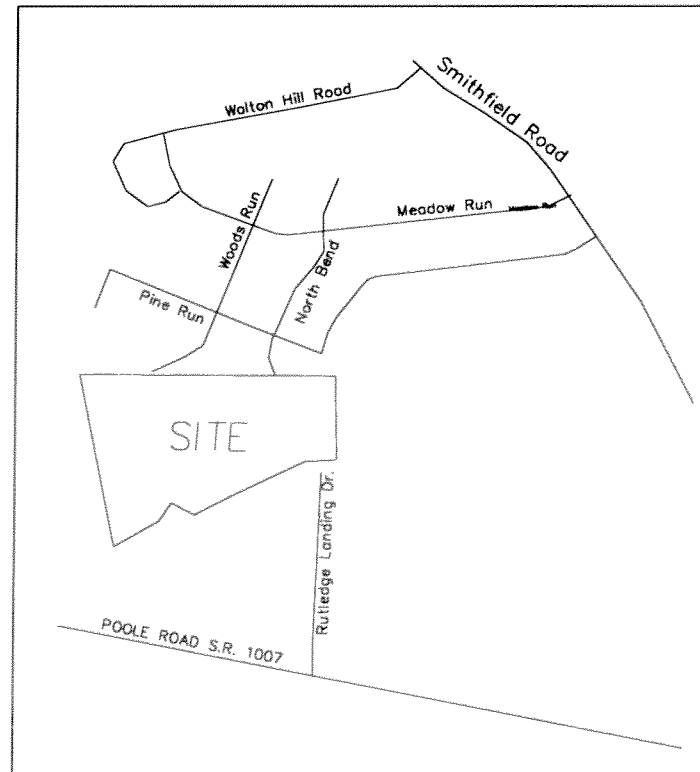 Smithfield Road
Walton Hill Road
Meadow Run
Woods Run
North Bend
Pine Run
SITE
Rutledge Landing Dr.
POOLE ROAD S.R. 1007